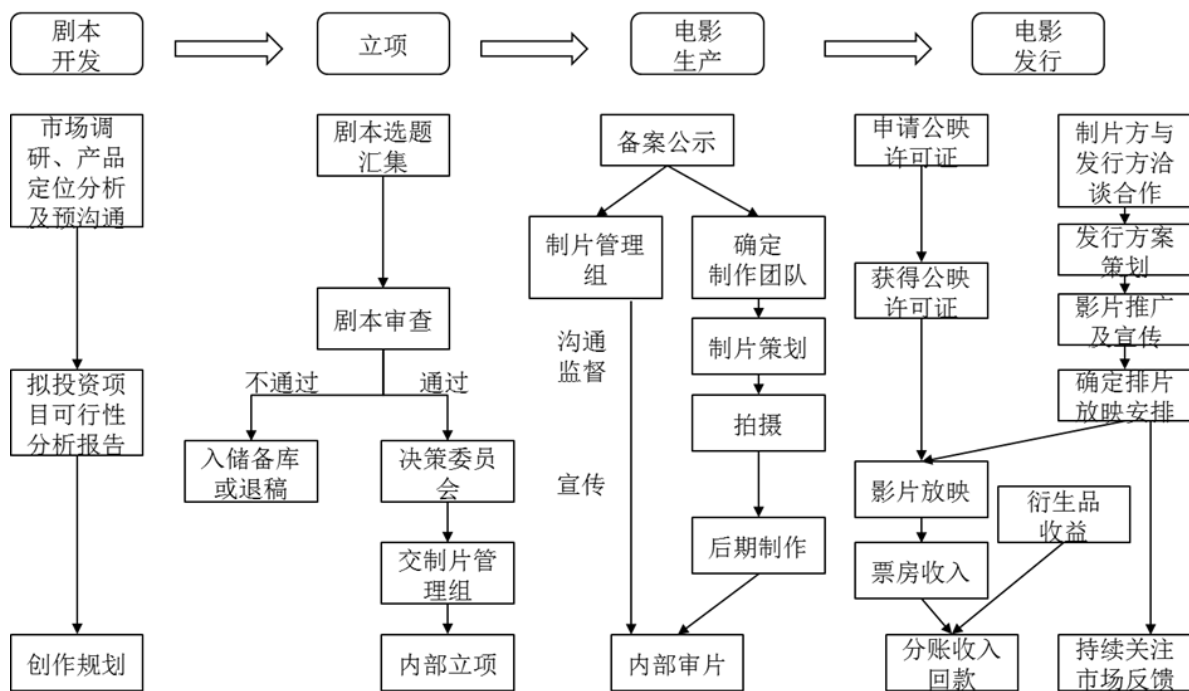 剧本
开发
立项
电影
生产
电影
发行
市场调
研、产品
定位分析
及预沟通
拟投资项
目可行性
分析报告
创作规划
剧本选题
汇集
剧本审查
不通过
通过
入储备库
或退稿
决策委员
会
交制片管
理组
内部立项
备案公示
制片管理
组
确定
制作团队
沟通
监督
制片策划
拍摄
宣传
后期制作
内部审片
申请公映
许可证
获得公映
许可证
影片放映
票房收入
衍生品
收益
分账收入
回款
制片方与
发行方洽
谈合作
发行方案
策划
影片推广
及宣传
确定排片
放映安排
持续关注
市场反馈